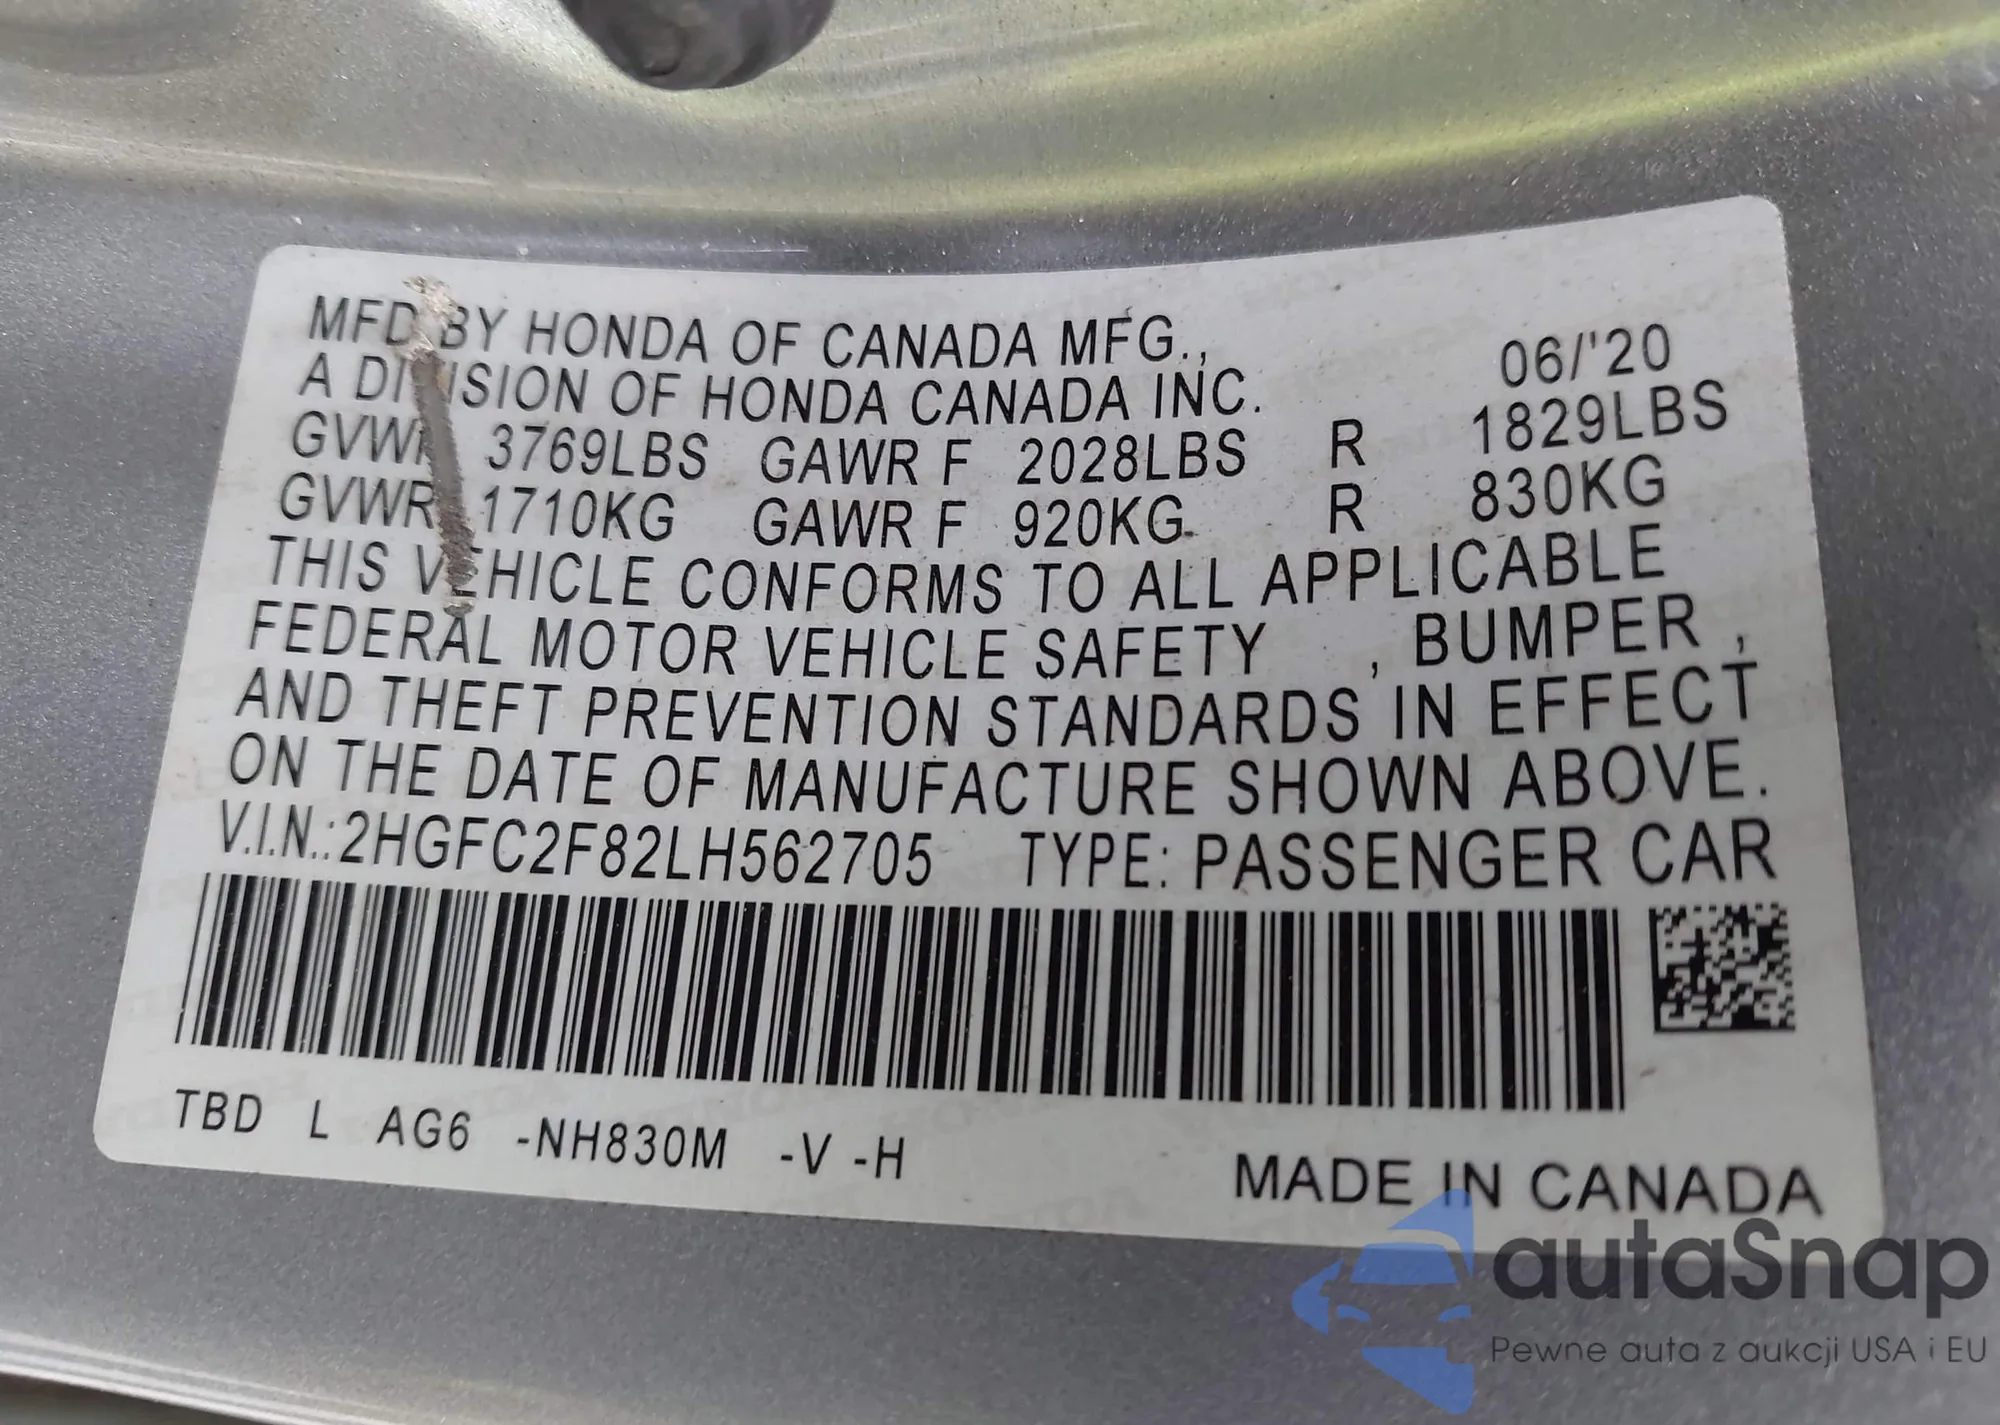 MFD BY HONDA OF CANADA MFG., 06/'20
A DIVISION OF HONDA CANADA INC.
GVWR 3769LBS GAWR F 2028LBS R 1829LBS
GVWR 1710KG GAWR F 920KG R 830KG
THIS VEHICLE CONFORMS TO ALL APPLICABLE
FEDERAL MOTOR VEHICLE SAFETY , BUMPER ,
AND THEFT PREVENTION STANDARDS IN EFFECT
ON THE DATE OF MANUFACTURE SHOWN ABOVE.
V.I.N.:2HGFC2F82LH562705 TYPE: PASSENGER CAR
TBD L AG6 -NH830M -V -H
MADE IN CANADA
autaSnap
Pewne auta z aukcji USA i EU